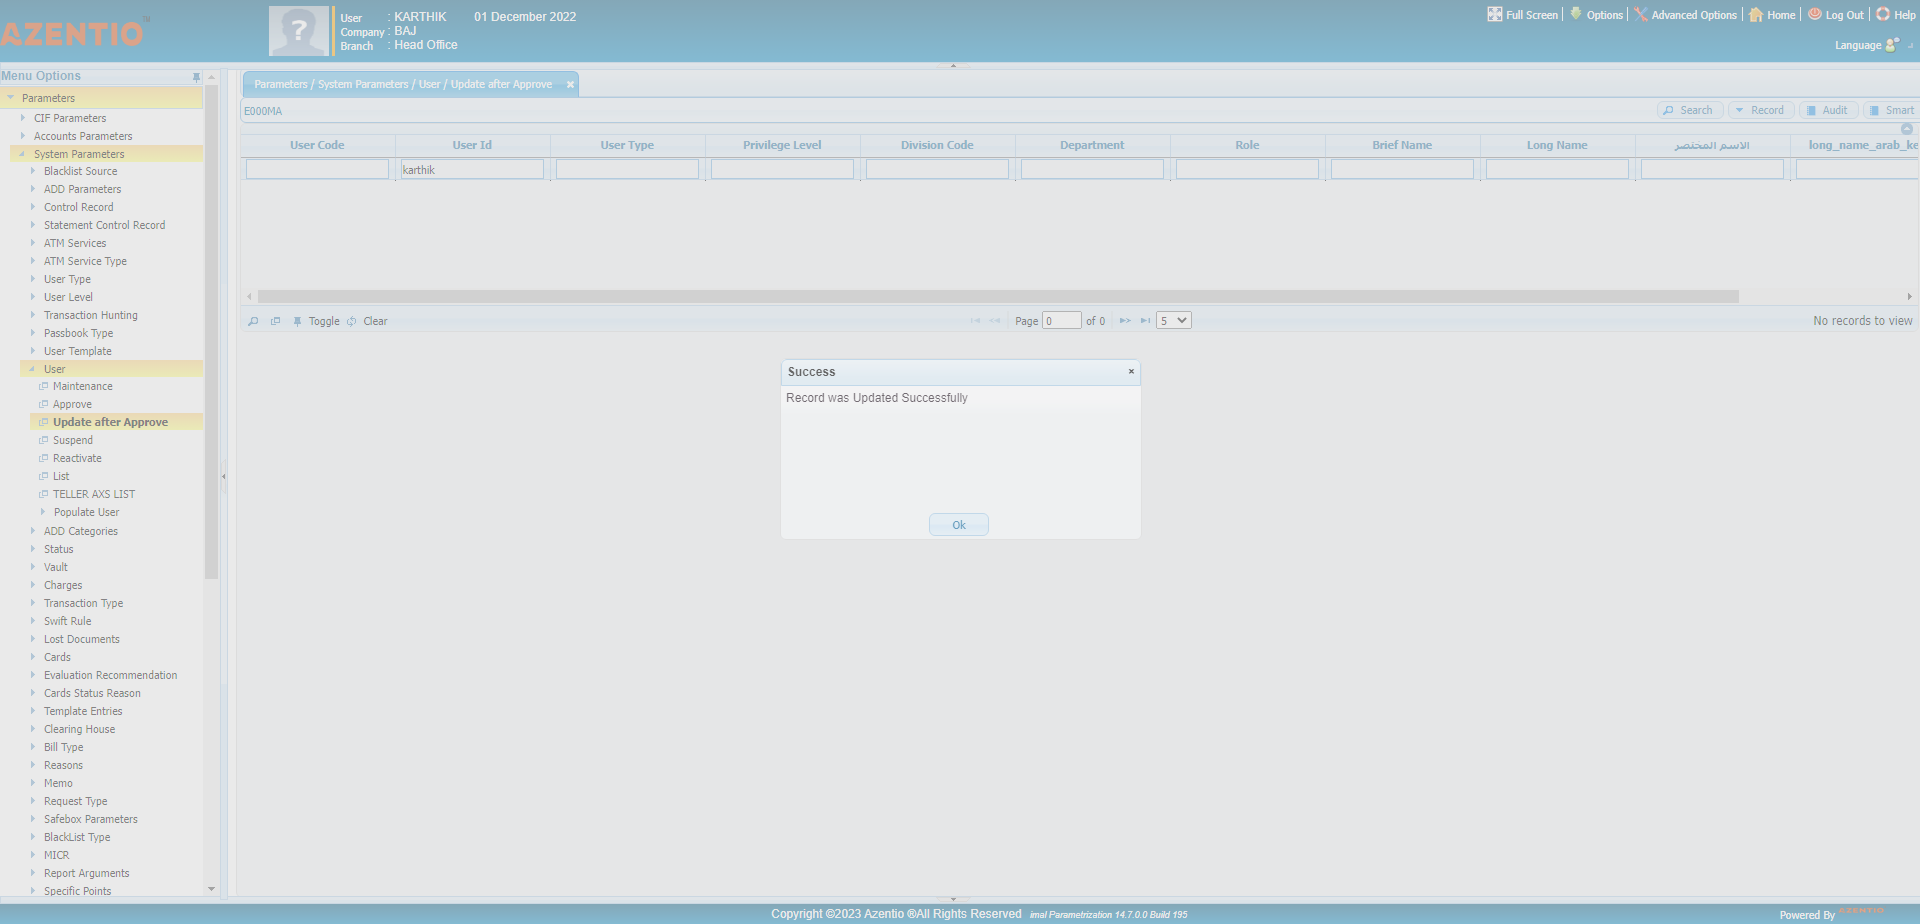 AZENTIO™
User : KARTHIK 01 December 2022
Company : BAJ
Branch : Head Office
Full Screen Options Advanced Options Home Log Out Help
Language
Menu Options
Parameters
CIF Parameters
Accounts Parameters
System Parameters
Blacklist Source
ADD Parameters
Control Record
Statement Control Record
ATM Services
ATM Service Type
User Type
User Level
Transaction Hunting
Passbook Type
User Template
User
Maintenance
Approve
Update after Approve
Suspend
Reactivate
List
TELLER AXS LIST
Populate User
ADD Categories
Status
Vault
Charges
Transaction Type
Swift Rule
Lost Documents
Cards
Evaluation Recommendation
Cards Status Reason
Template Entries
Clearing House
Bill Type
Reasons
Memo
Request Type
Safebox Parameters
BlackList Type
MICR
Report Arguments
Specific Points
Parameters / System Parameters / User / Update after Approve ×
E000MA
Search Record Audit Smart
User Code User Id User Type Privilege Level Division Code Department Role Brief Name Long Name الاسم المختصر long_name_arab_ke
karthik
Toggle Clear
Page 0 of 0 5
No records to view
Success ×
Record was Updated Successfully
Ok
Copyright ©2023 Azentio ®All Rights Reserved imal Parametrization 14.7.0.0 Build 195
Powered By AZENTIO